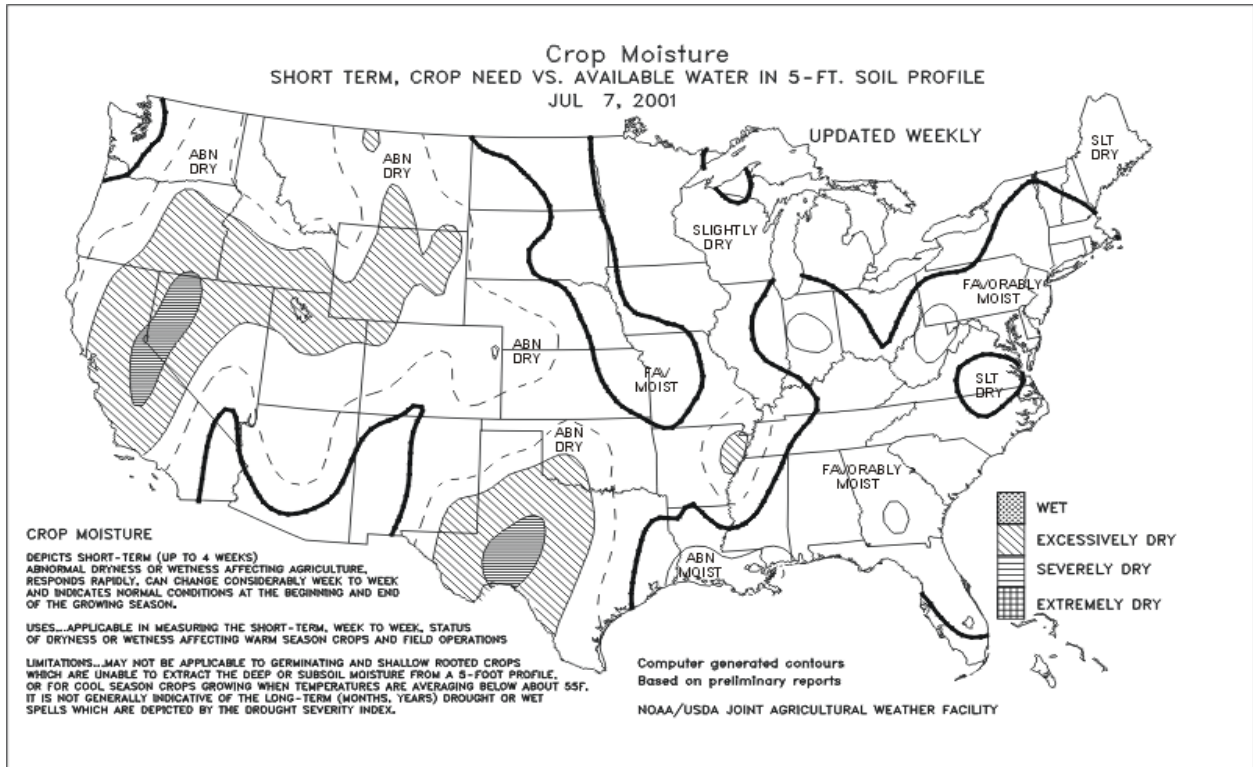 Crop Moisture
SHORT TERM, CROP NEED VS. AVAILABLE WATER IN 5-FT. SOIL PROFILE
JUL 7, 2001
UPDATED WEEKLY
ABN
DRY
ABN
DRY
SLT
DRY
SLIGHTLY
DRY
FAVORABLY
MOIST
ABN
DRY
FAV
MOIST
SLT
DRY
ABN
DRY
FAVORABLY
MOIST
ABN
MOIST
WET
EXCESSIVELY DRY
SEVERELY DRY
EXTREMELY DRY
CROP MOISTURE
DEPICTS SHORT-TERM (UP TO 4 WEEKS)
ABNORMAL DRYNESS OR WETNESS AFFECTING AGRICULTURE,
RESPONDS RAPIDLY, CAN CHANGE CONSIDERABLY WEEK TO WEEK
AND INDICATES NORMAL CONDITIONS AT THE BEGINNING AND END
OF THE GROWING SEASON.
USES...APPLICABLE IN MEASURING THE SHORT-TERM, WEEK TO WEEK, STATUS
OF DRYNESS OR WETNESS AFFECTING WARM SEASON CROPS AND FIELD OPERATIONS
LIMITATIONS...MAY NOT BE APPLICABLE TO GERMINATING AND SHALLOW ROOTED CROPS
WHICH ARE UNABLE TO EXTRACT THE DEEP OR SUBSOIL MOISTURE FROM A 5-FOOT PROFILE,
OR FOR COOL SEASON CROPS GROWING WHEN TEMPERATURES ARE AVERAGING BELOW ABOUT 55F.
IT IS NOT GENERALLY INDICATIVE OF THE LONG-TERM (MONTHS, YEARS) DROUGHT OR WET
SPELLS WHICH ARE DEPICTED BY THE DROUGHT SEVERITY INDEX.
Computer generated contours
Based on preliminary reports
NOAA/USDA JOINT AGRICULTURAL WEATHER FACILITY